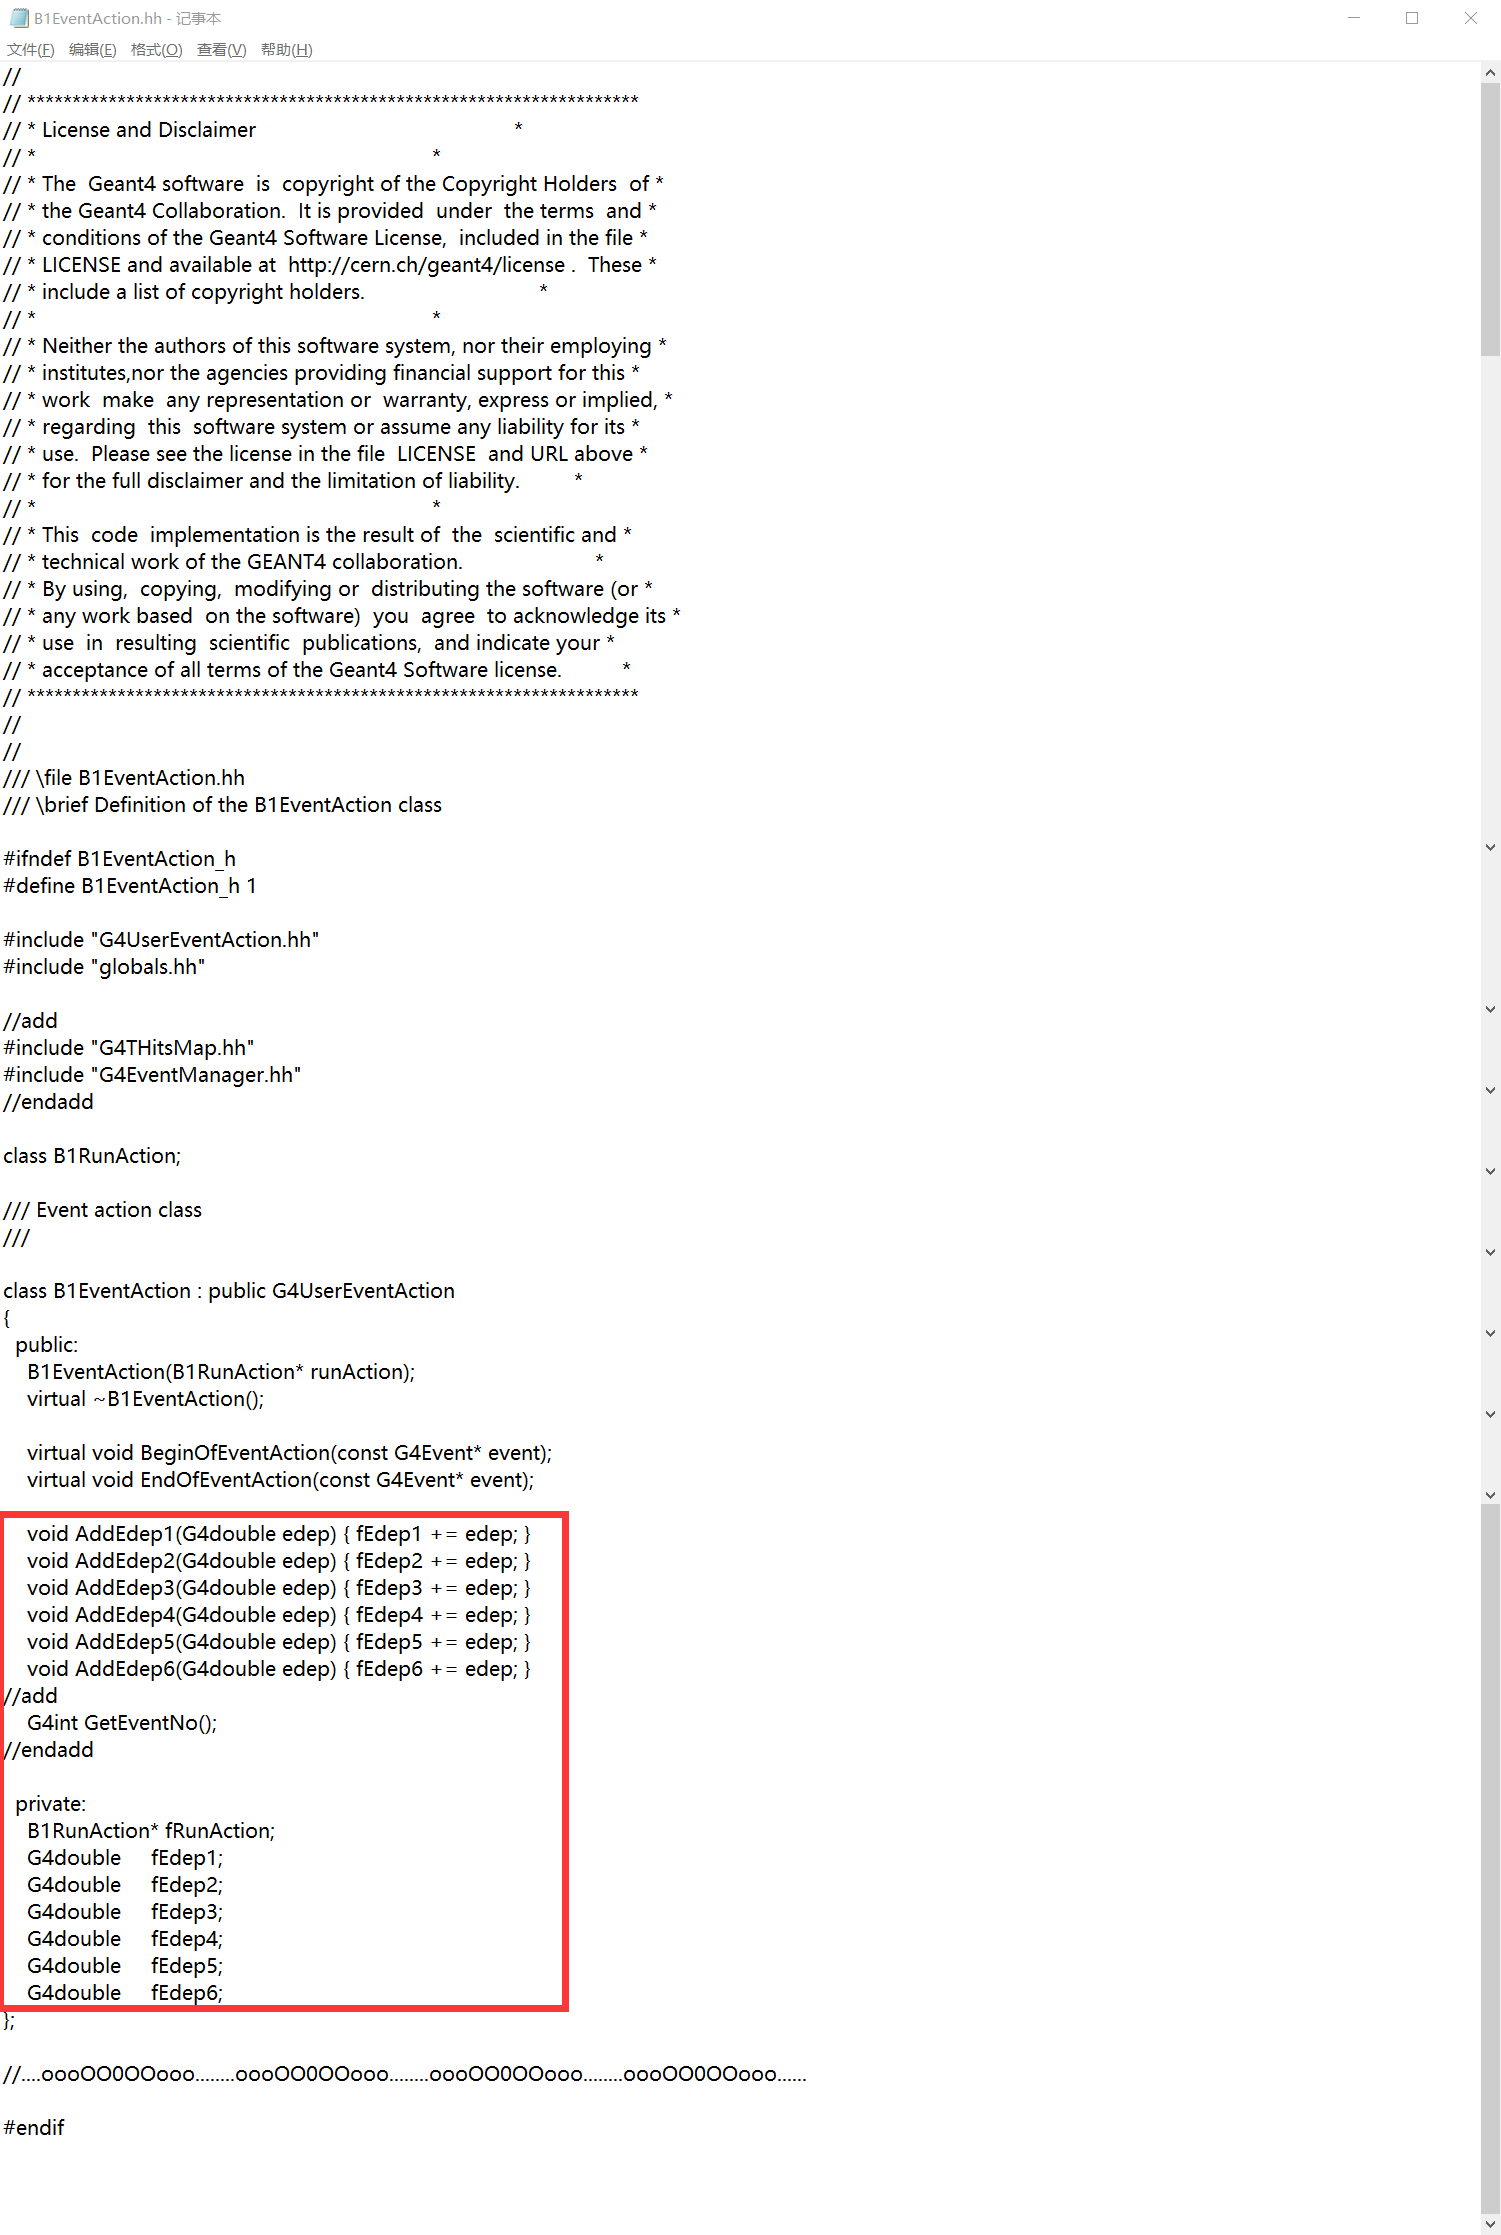 B1EventAction.hh - 记事本
文件(F) 编辑(E) 格式(O) 查看(V) 帮助(H)
//
// ********************************************************************
// * License and Disclaimer                                           *
// *                                                                  *
// * The  Geant4 software  is  copyright of the Copyright Holders  of *
// * the Geant4 Collaboration.  It is provided  under  the terms  and *
// * conditions of the Geant4 Software License,  included in the file *
// * LICENSE and available at  http://cern.ch/geant4/license .  These *
// * include a list of copyright holders.                             *
// *                                                                  *
// * Neither the authors of this software system, nor their employing *
// * institutes,nor the agencies providing financial support for this *
// * work  make  any representation or  warranty, express or implied, *
// * regarding  this  software system or assume any liability for its *
// * use.  Please see the license in the file  LICENSE  and URL above *
// * for the full disclaimer and the limitation of liability.         *
// *                                                                  *
// * This  code  implementation is the result of  the  scientific and *
// * technical work of the GEANT4 collaboration.                      *
// * By using,  copying,  modifying or  distributing the software (or *
// * any work based  on the software)  you  agree  to acknowledge its *
// * use  in  resulting  scientific  publications,  and indicate your *
// * acceptance of all terms of the Geant4 Software license.          *
// ********************************************************************
//
//
/// \file B1EventAction.hh
/// \brief Definition of the B1EventAction class
#ifndef B1EventAction_h
#define B1EventAction_h 1
#include "G4UserEventAction.hh"
#include "globals.hh"
//add
#include "G4THitsMap.hh"
#include "G4EventManager.hh"
//endadd
class B1RunAction;
/// Event action class
///
class B1EventAction : public G4UserEventAction
{
  public:
    B1EventAction(B1RunAction* runAction);
    virtual ~B1EventAction();
    virtual void BeginOfEventAction(const G4Event* event);
    virtual void EndOfEventAction(const G4Event* event);
    void AddEdep1(G4double edep) { fEdep1 += edep; }
    void AddEdep2(G4double edep) { fEdep2 += edep; }
    void AddEdep3(G4double edep) { fEdep3 += edep; }
    void AddEdep4(G4double edep) { fEdep4 += edep; }
    void AddEdep5(G4double edep) { fEdep5 += edep; }
    void AddEdep6(G4double edep) { fEdep6 += edep; }
//add
    G4int GetEventNo();
//endadd
  private:
    B1RunAction* fRunAction;
    G4double     fEdep1;
    G4double     fEdep2;
    G4double     fEdep3;
    G4double     fEdep4;
    G4double     fEdep5;
    G4double     fEdep6;
};
//....oooOO0OOooo........oooOO0OOooo........oooOO0OOooo........oooOO0OOooo......
#endif